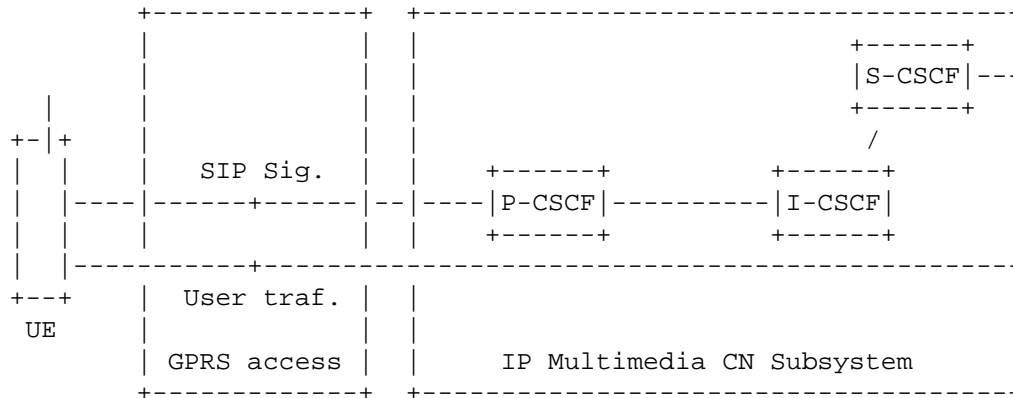 S-CSCF
SIP Sig.
P-CSCF I-CSCF
User traf.
UE
GPRS access IP Multimedia CN Subsystem